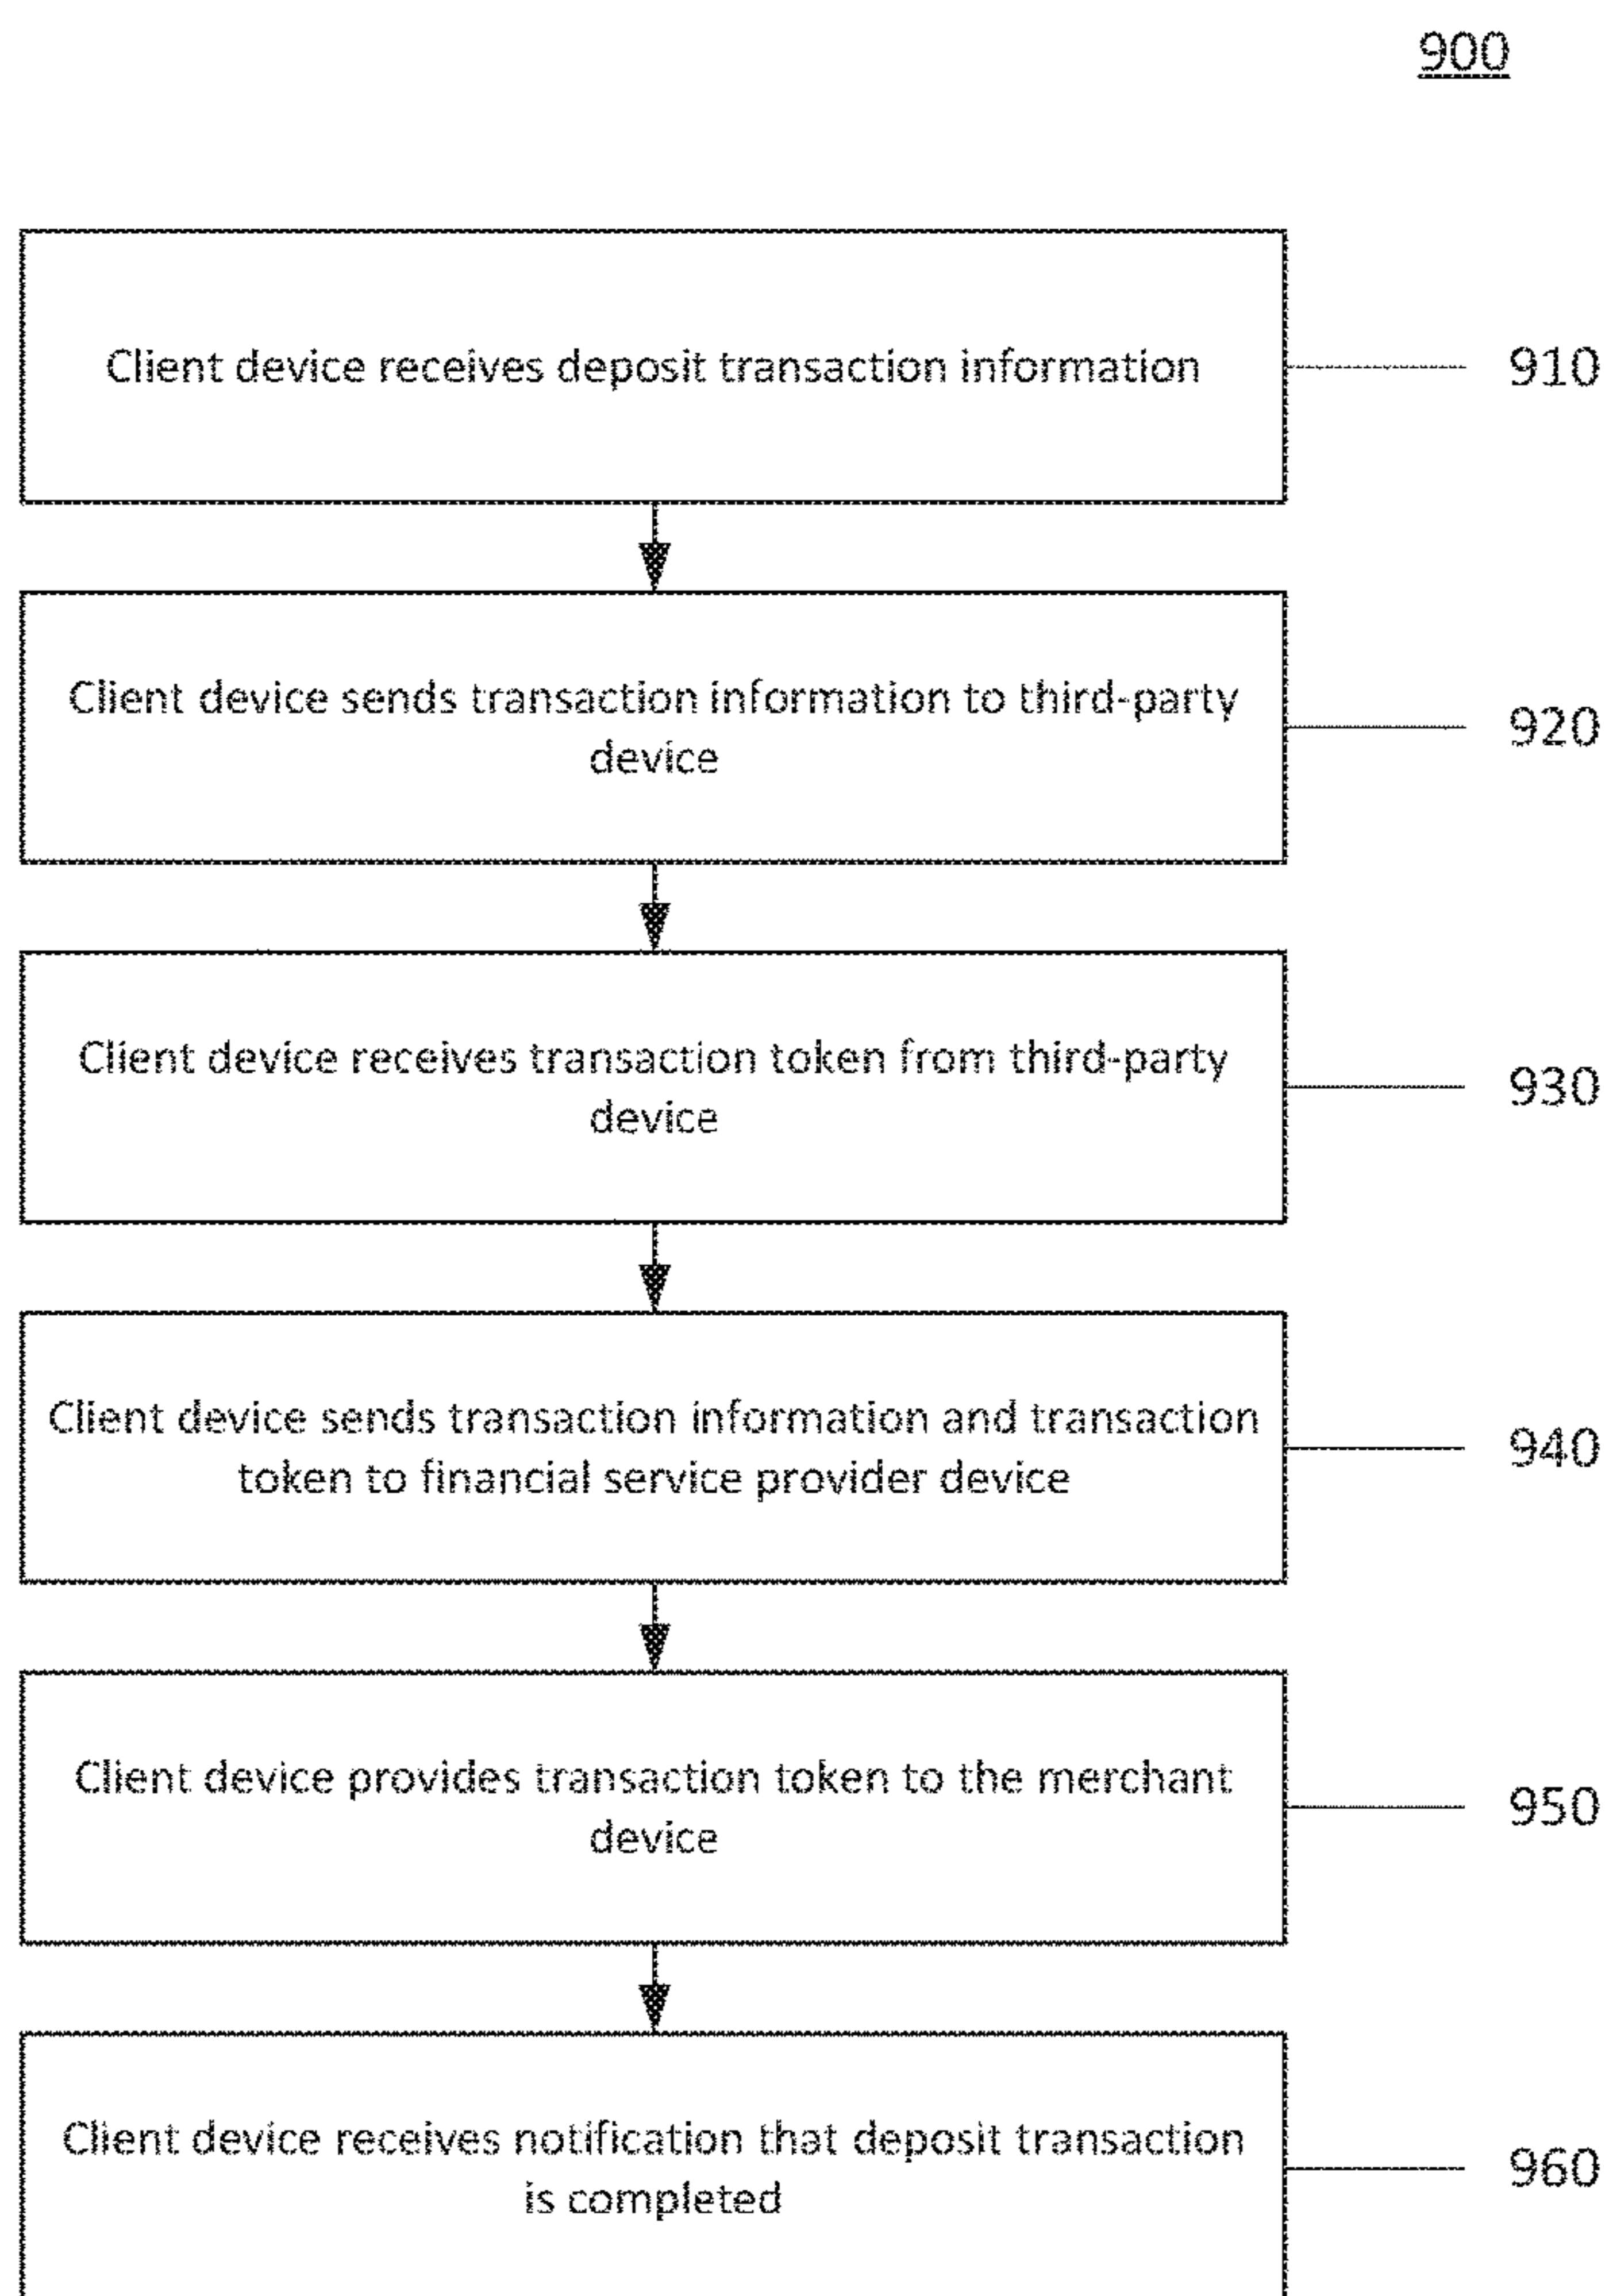 900
Client device receives deposit transaction information
910
Client device sends transaction information to third-party
device
920
Client device receives transaction token from third-party
device
930
Client device sends transaction information and transaction
token to financial service provider device
940
Client device provides transaction token to the merchant
device
950
Client device receives notification that deposit transaction
is completed
960